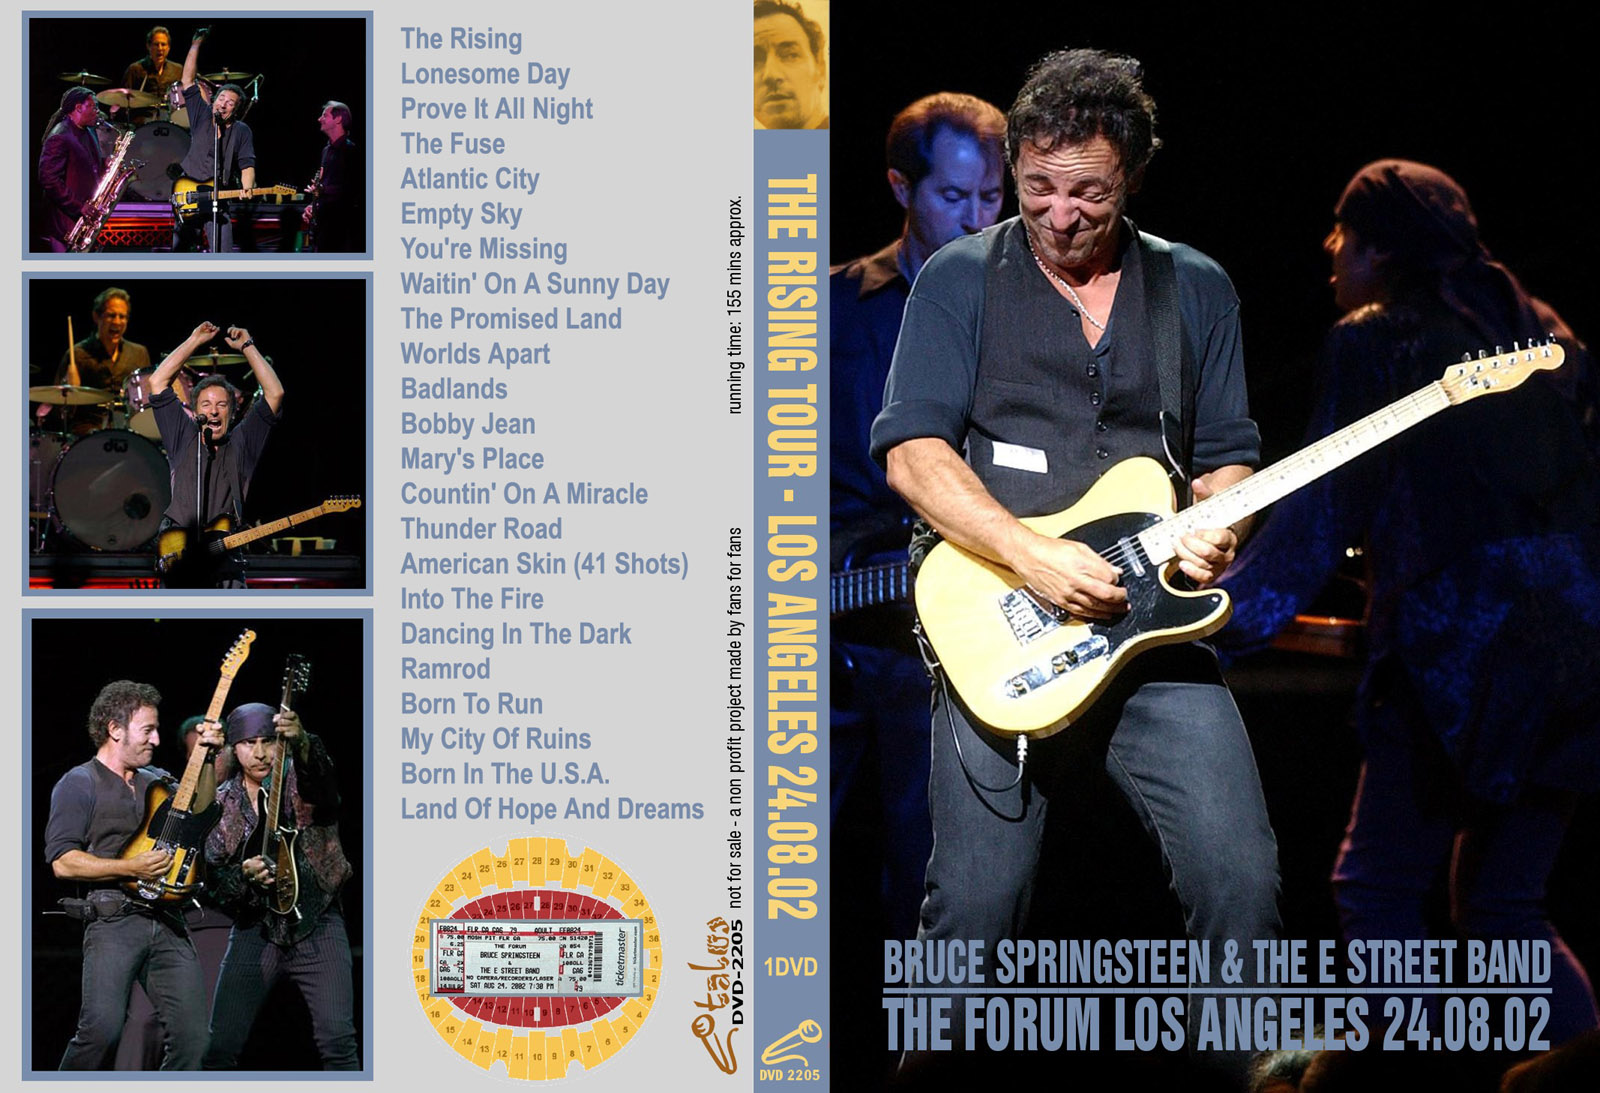 The Rising
Lonesome Day
Prove It All Night
The Fuse
Atlantic City
Empty Sky
You're Missing
Waitin' On A Sunny Day
The Promised Land
Worlds Apart
Badlands
Bobby Jean
Mary's Place
Countin' On A Miracle
Thunder Road
American Skin (41 Shots)
Into The Fire
Dancing In The Dark
Ramrod
Born To Run
My City Of Ruins
Born In The U.S.A.
Land Of Hope And Dreams
THE FORUM
BRUCE SPRINGSTEEN
&
THE E STREET BAND
NO CAMERA/RECORDERS/LASER
SAT AUG 24, 2002 7:30 PM
ticketmaster
running time: 155 mins approx.
not for sale - a non profit project made by fans for fans
DVD-2205
THE RISING TOUR - LOS ANGELES 24.08.02
1DVD
DVD 2205
BRUCE SPRINGSTEEN & THE E STREET BAND
THE FORUM LOS ANGELES 24.08.02